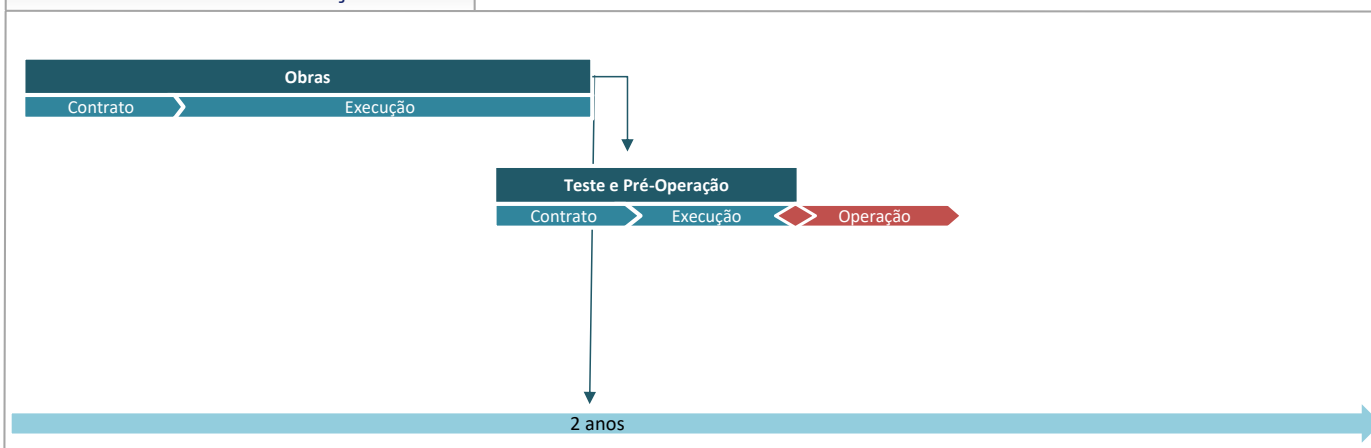 Obras
Contrato Execução
Teste e Pré-Operação
Contrato Execução Operação
2 anos